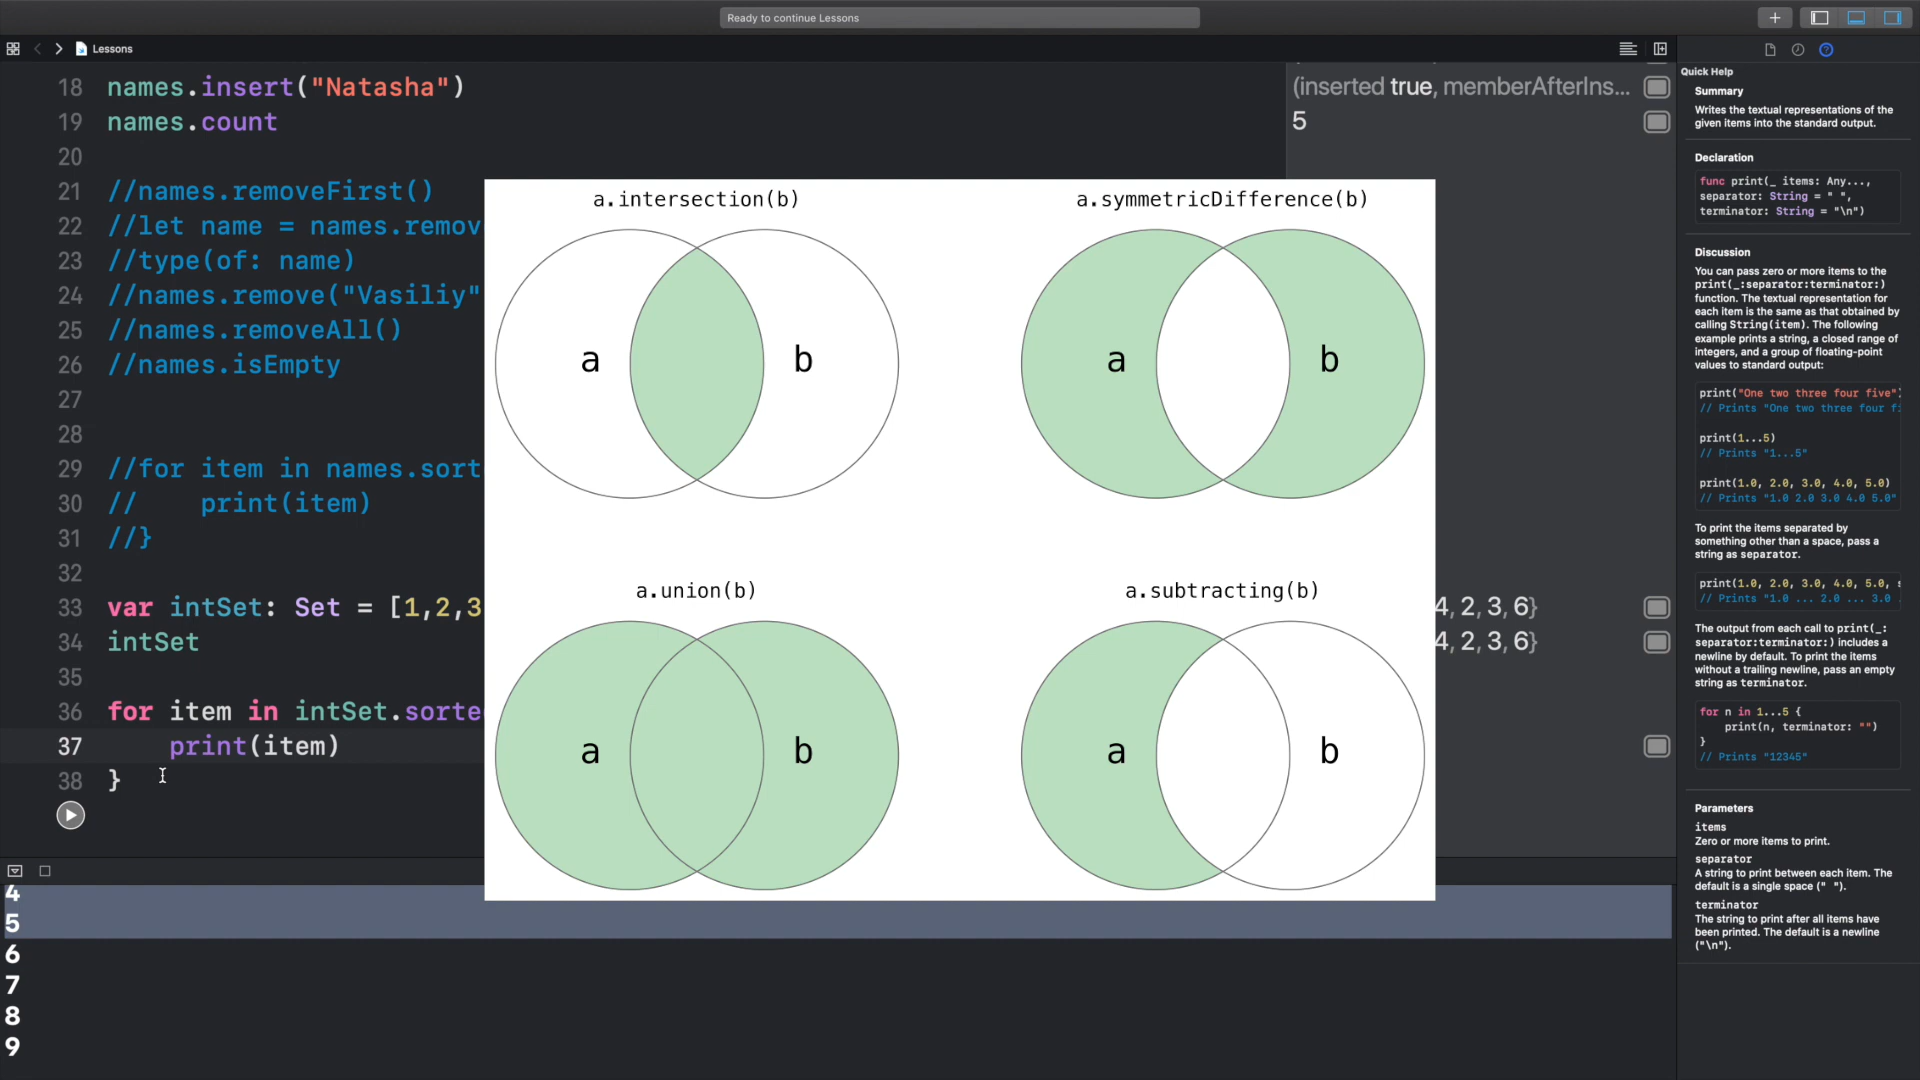 Ready to continue Lessons
Lessons
18 names.insert("Natasha")
19 names.count
20
21 //names.removeFirst()
22 //let name = names.remov
23 //type(of: name)
24 //names.remove("Vasiliy"
25 //names.removeAll()
26 //names.isEmpty
27
28
29 //for item in names.sort
30 //    print(item)
31 //}
32
33 var intSet: Set = [1,2,3
34 intSet
35
36 for item in intSet.sorte
37     print(item)
38 }
(inserted true, memberAfterIns...
5
4, 2, 3, 6}
4, 2, 3, 6}
a.intersection(b)
a b
a.symmetricDifference(b)
a b
a.union(b)
a b
a.subtracting(b)
a b
4
5
6
7
8
9
Quick Help
Summary
Writes the textual representations of the
given items into the standard output.
Declaration
func print(_ items: Any...,
separator: String = " ",
terminator: String = "\n")
Discussion
You can pass zero or more items to the
print(_:separator:terminator:)
function. The textual representation for
each item is the same as that obtained by
calling String(item). The following
example prints a string, a closed range of
integers, and a group of floating-point
values to standard output:
print("One two three four five")
// Prints "One two three four fi
print(1...5)
// Prints "1...5"
print(1.0, 2.0, 3.0, 4.0, 5.0)
// Prints "1.0 2.0 3.0 4.0 5.0"
To print the items separated by
something other than a space, pass a
string as separator.
print(1.0, 2.0, 3.0, 4.0, 5.0, s
// Prints "1.0 ... 2.0 ... 3.0 .
The output from each call to print(_:
separator:terminator:) includes a
newline by default. To print the items
without a trailing newline, pass an empty
string as terminator.
for n in 1...5 {
    print(n, terminator: "")
}
// Prints "12345"
Parameters
items
Zero or more items to print.
separator
A string to print between each item. The
default is a single space (" ").
terminator
The string to print after all items have
been printed. The default is a newline
("\n").